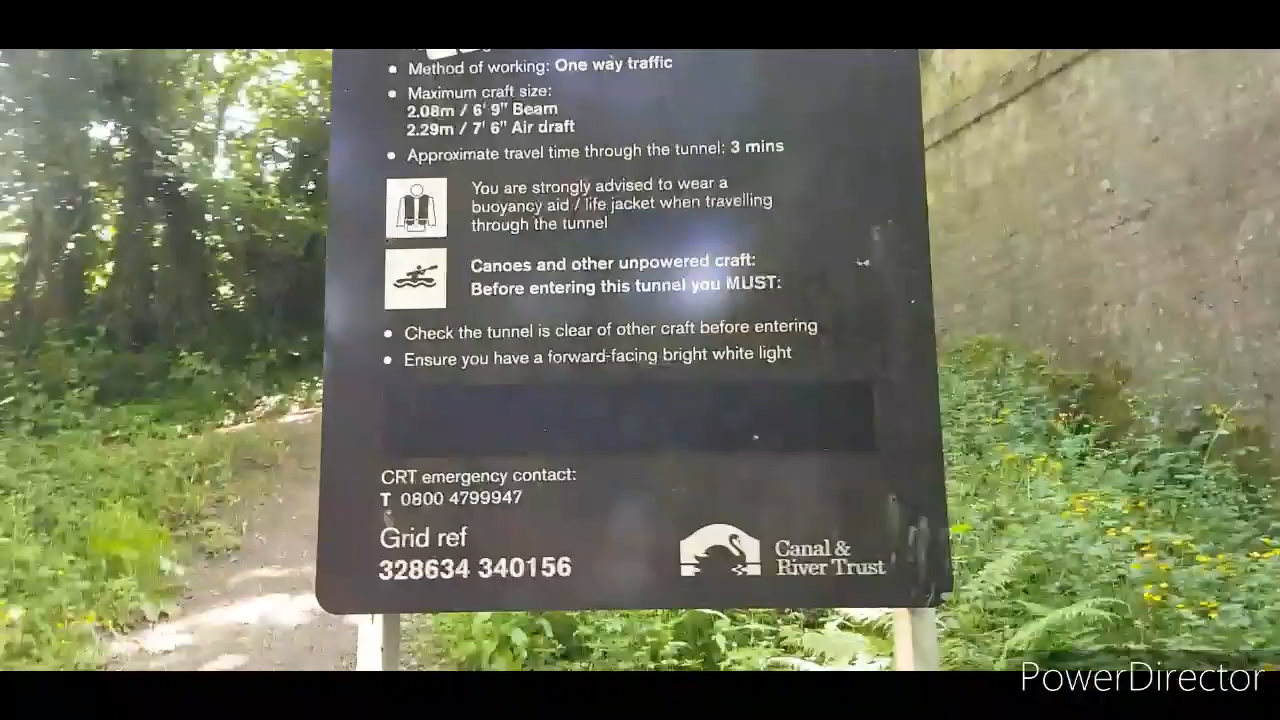 • Method of working: One way traffic
• Maximum craft size:
2.08m / 6' 9" Beam
2.29m / 7' 6" Air draft
• Approximate travel time through the tunnel: 3 mins
You are strongly advised to wear a
buoyancy aid / life jacket when travelling
through the tunnel
Canoes and other unpowered craft:
Before entering this tunnel you MUST:
• Check the tunnel is clear of other craft before entering
• Ensure you have a forward-facing bright white light
CRT emergency contact:
T 0800 4799947
Grid ref
328634 340156
Canal &
River Trust
PowerDirector